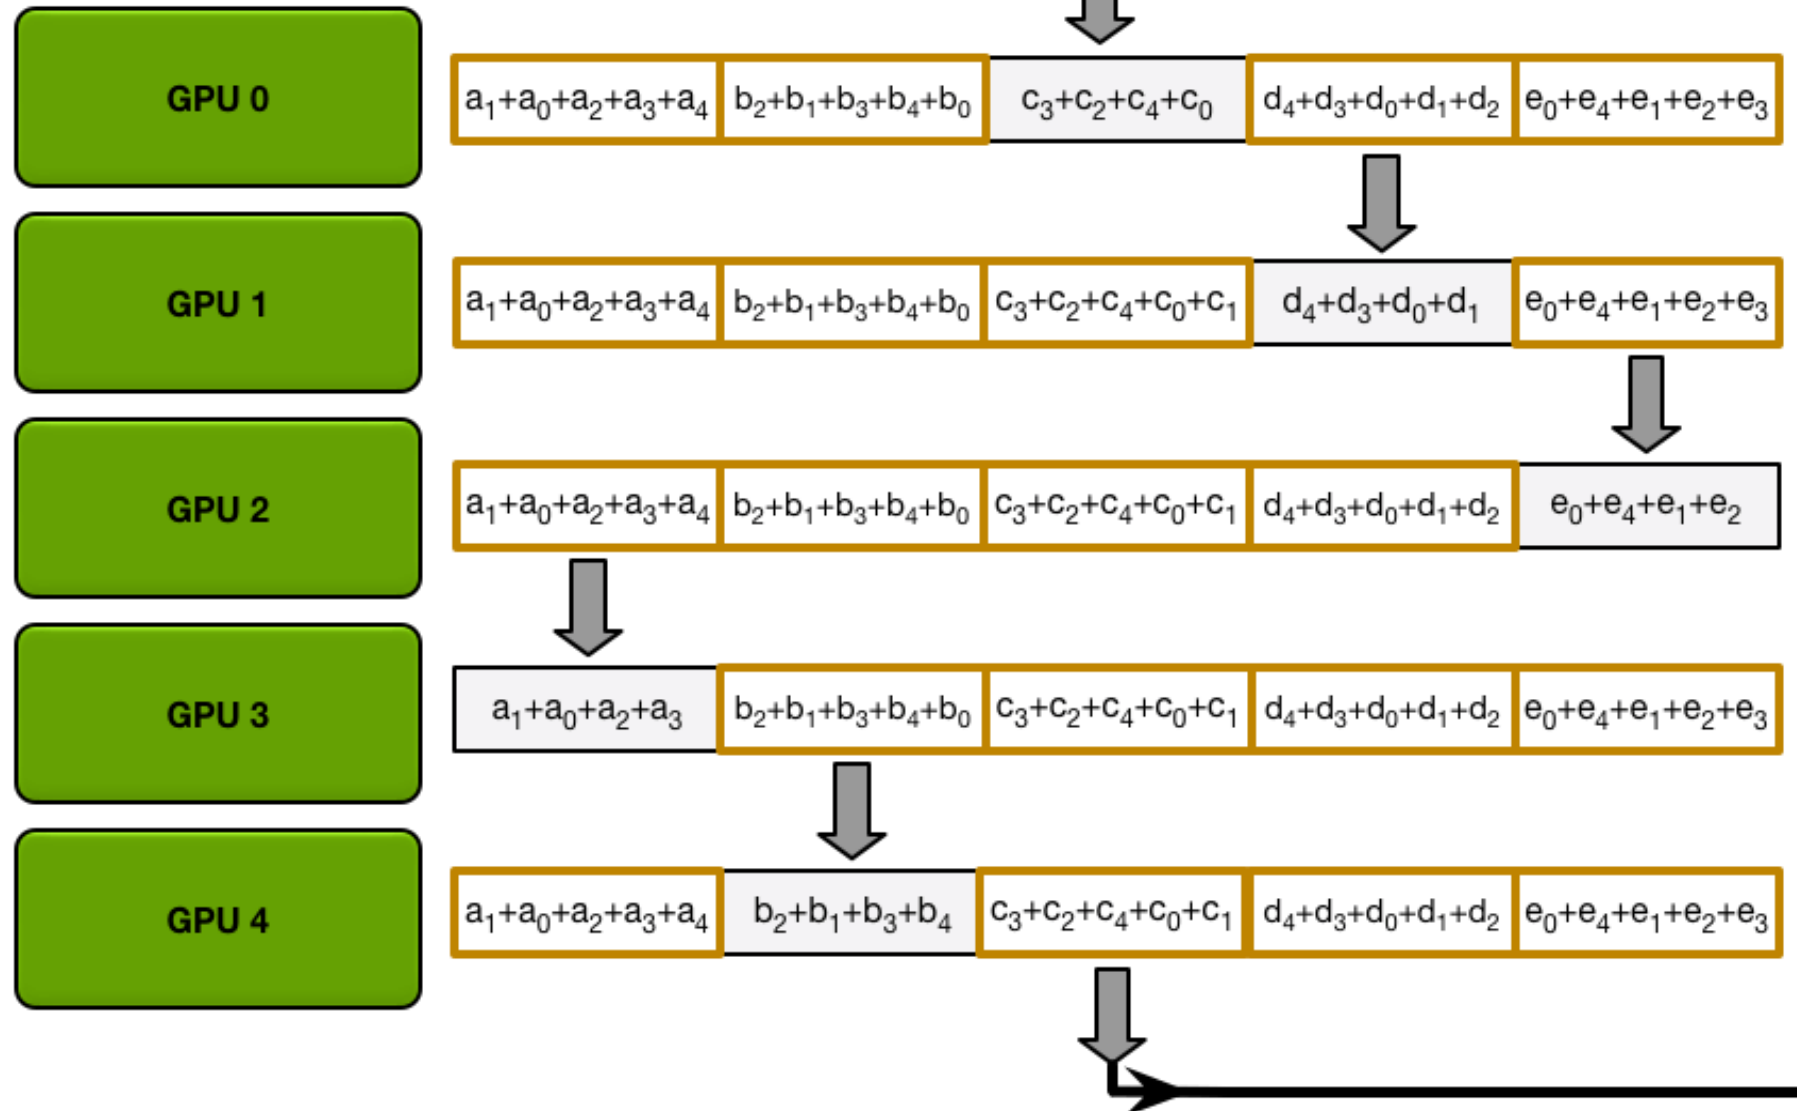 GPU 0 a₁+a₀+a₂+a₃+a₄ b₂+b₁+b₃+b₄+b₀ c₃+c₂+c₄+c₀ d₄+d₃+d₀+d₁+d₂ e₀+e₄+e₁+e₂+e₃
GPU 1 a₁+a₀+a₂+a₃+a₄ b₂+b₁+b₃+b₄+b₀ c₃+c₂+c₄+c₀+c₁ d₄+d₃+d₀+d₁ e₀+e₄+e₁+e₂+e₃
GPU 2 a₁+a₀+a₂+a₃+a₄ b₂+b₁+b₃+b₄+b₀ c₃+c₂+c₄+c₀+c₁ d₄+d₃+d₀+d₁+d₂ e₀+e₄+e₁+e₂
GPU 3 a₁+a₀+a₂+a₃ b₂+b₁+b₃+b₄+b₀ c₃+c₂+c₄+c₀+c₁ d₄+d₃+d₀+d₁+d₂ e₀+e₄+e₁+e₂+e₃
GPU 4 a₁+a₀+a₂+a₃+a₄ b₂+b₁+b₃+b₄ c₃+c₂+c₄+c₀+c₁ d₄+d₃+d₀+d₁+d₂ e₀+e₄+e₁+e₂+e₃